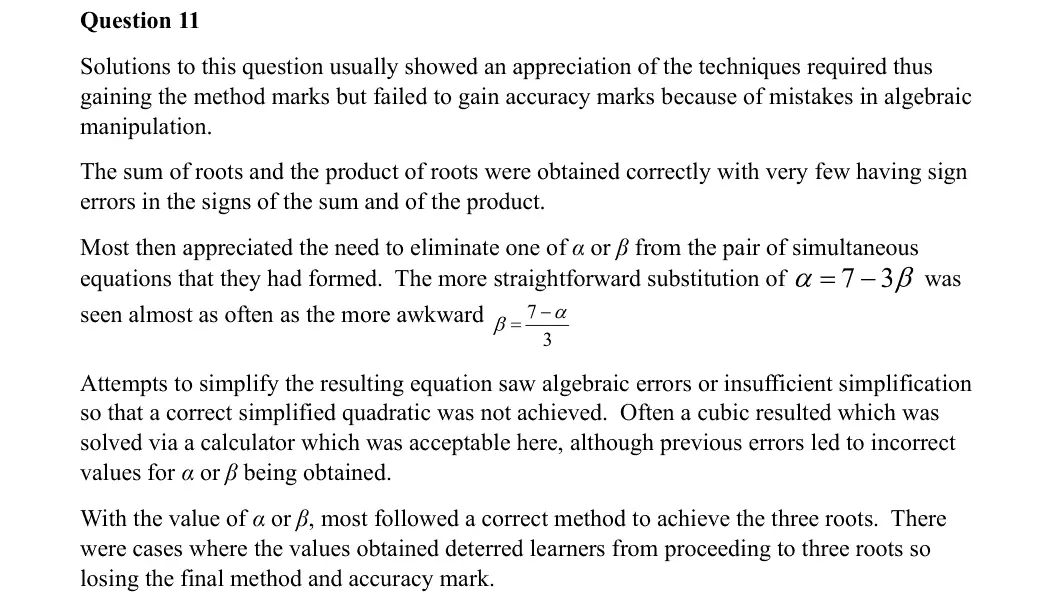 Question 11
Solutions to this question usually showed an appreciation of the techniques required thus
gaining the method marks but failed to gain accuracy marks because of mistakes in algebraic
manipulation.
The sum of roots and the product of roots were obtained correctly with very few having sign
errors in the signs of the sum and of the product.
Most then appreciated the need to eliminate one of α or β from the pair of simultaneous
equations that they had formed.  The more straightforward substitution of α = 7 − 3β was
seen almost as often as the more awkward β = (7 − α)/3
Attempts to simplify the resulting equation saw algebraic errors or insufficient simplification
so that a correct simplified quadratic was not achieved.  Often a cubic resulted which was
solved via a calculator which was acceptable here, although previous errors led to incorrect
values for α or β being obtained.
With the value of α or β, most followed a correct method to achieve the three roots.  There
were cases where the values obtained deterred learners from proceeding to three roots so
losing the final method and accuracy mark.